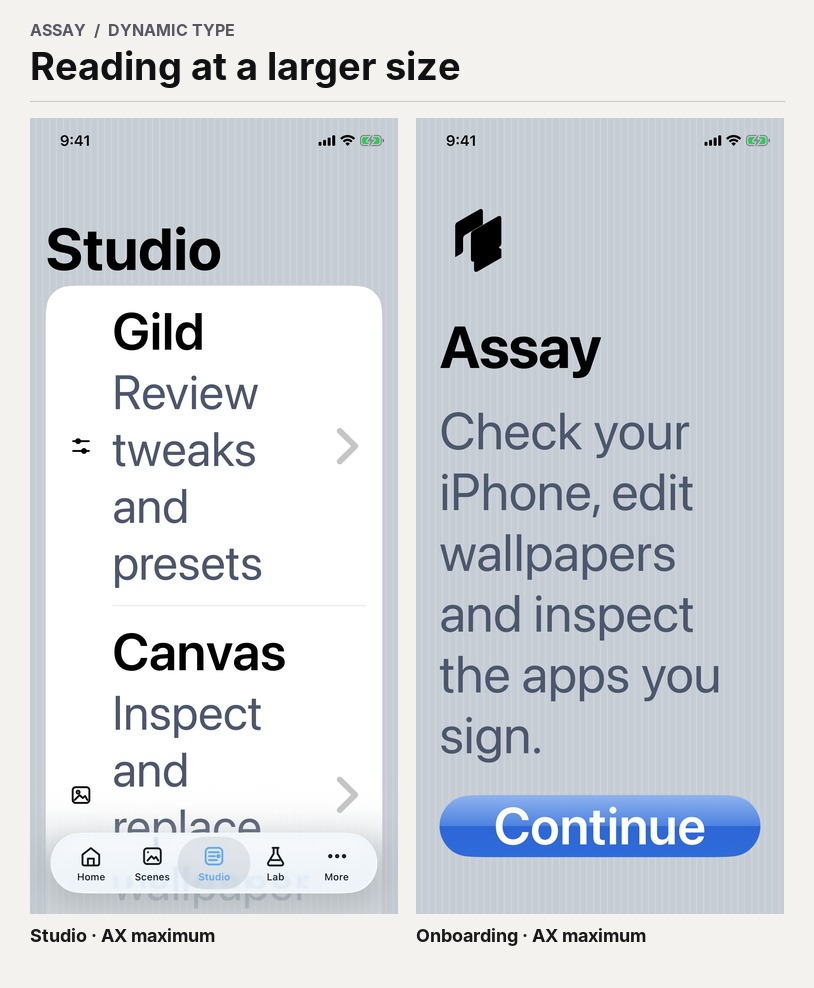 ASSAY / DYNAMIC TYPE
Reading at a larger size
9:41
Studio
Gild
Review
tweaks
and
presets
Canvas
Inspect
and
replace
wallpaper
Home
Scenes
Studio
Lab
More
Studio · AX maximum
9:41
Assay
Check your
iPhone, edit
wallpapers
and inspect
the apps you
sign.
Continue
Onboarding · AX maximum